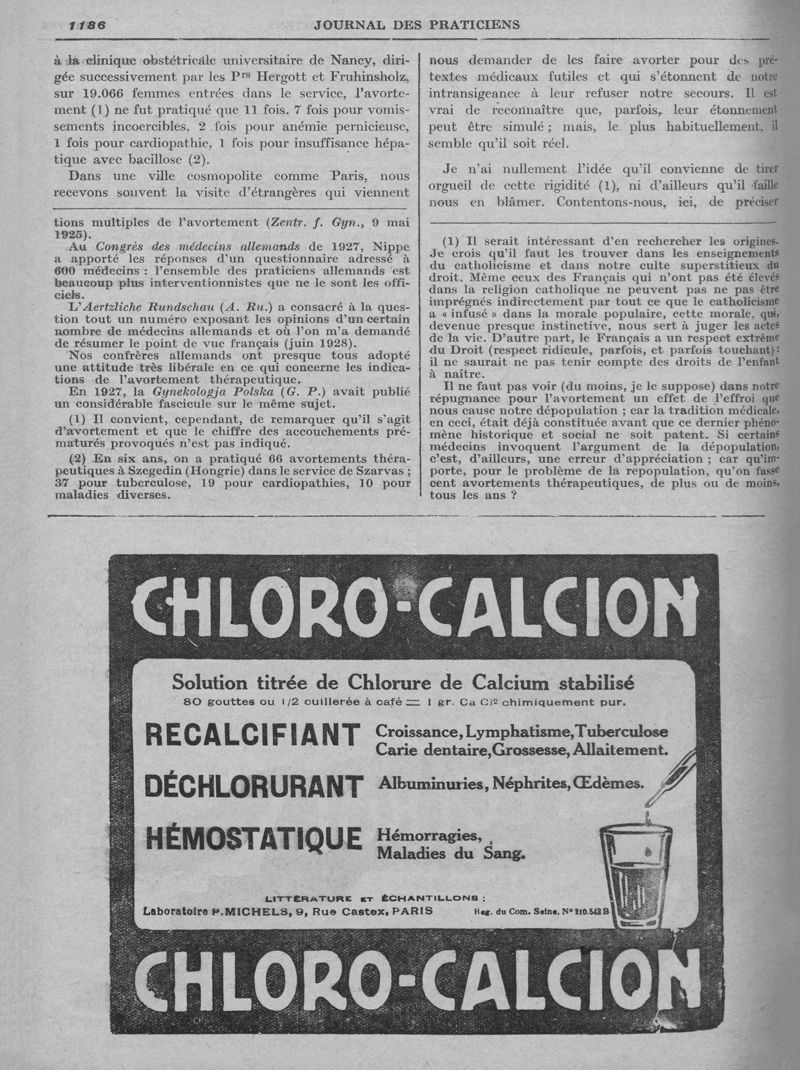 1186 JOURNAL DES PRATICIENS
à la clinique obstétricale universitaire de Nancy, diri-
gée successivement par les Pʳˢ Hergott et Fruhinsholz,
sur 19.066 femmes entrées dans le service, l'avorte-
ment (1) ne fut pratiqué que 11 fois. 7 fois pour vomis-
sements incoercibles, 2 fois pour anémie pernicieuse,
1 fois pour cardiopathie, 1 fois pour insuffisance hépa-
tique avec bacillose (2).
Dans une ville cosmopolite comme Paris, nous
recevons souvent la visite d'étrangères qui viennent
tions multiples de l'avortement (Zentr. f. Gyn., 9 mai
1925).
Au Congrès des médecins allemands de 1927, Nippe
a apporté les réponses d'un questionnaire adressé à
600 médecins : l'ensemble des praticiens allemands est
beaucoup plus interventionnistes que ne le sont les offi-
ciels.
L'Aertzliche Rundschau (A. Ru.) a consacré à la ques-
tion tout un numéro exposant les opinions d'un certain
nombre de médecins allemands et où l'on m'a demandé
de résumer le point de vue français (juin 1928).
Nos confrères allemands ont presque tous adopté
une attitude très libérale en ce qui concerne les indica-
tions de l'avortement thérapeutique.
En 1927, la Gynekologja Polska (G. P.) avait publié
un considérable fascicule sur le même sujet.
(1) Il convient, cependant, de remarquer qu'il s'agit
d'avortement et que le chiffre des accouchements pré-
maturés provoqués n'est pas indiqué.
(2) En six ans, on a pratiqué 66 avortements théra-
peutiques à Szegedin (Hongrie) dans le service de Szarvas ;
37 pour tuberculose, 19 pour cardiopathies, 10 pour
maladies diverses.
nous demander de les faire avorter pour des pré-
textes médicaux futiles et qui s'étonnent de notre
intransigeance à leur refuser notre secours. Il est
vrai de reconnaître que, parfois, leur étonnement
peut être simulé ; mais, le plus habituellement, il
semble qu'il soit réel.
Je n'ai nullement l'idée qu'il convienne de tirer
orgueil de cette rigidité (1), ni d'ailleurs qu'il faille
nous en blâmer. Contentons-nous, ici, de préciser
(1) Il serait intéressant d'en rechercher les origines.
Je crois qu'il faut les trouver dans les enseignements
du catholicisme et dans notre culte superstitieux du
droit. Même ceux des Français qui n'ont pas été élevés
dans la religion catholique ne peuvent pas ne pas être
imprégnés indirectement par tout ce que le catholicisme
a « infusé » dans la morale populaire, cette morale, qui,
devenue presque instinctive, nous sert à juger les actes
de la vie. D'autre part, le Français a un respect extrême
du Droit (respect ridicule, parfois, et parfois touchant) :
il ne saurait ne pas tenir compte des droits de l'enfant
à naître.
Il ne faut pas voir (du moins, je le suppose) dans notre
répugnance pour l'avortement un effet de l'effroi que
nous cause notre dépopulation ; car la tradition médicale,
en ceci, était déjà constituée avant que ce dernier phéno-
mène historique et social ne soit patent. Si certains
médecins invoquent l'argument de la dépopulation,
c'est, d'ailleurs, une erreur d'appréciation ; car qu'im-
porte, pour le problème de la repopulation, qu'on fasse
cent avortements thérapeutiques, de plus ou de moins,
tous les ans ?
CHLORO-CALCION
Solution titrée de Chlorure de Calcium stabilisé
80 gouttes ou 1/2 cuillerée à café = 1 gr. Ca Cl² chimiquement pur.
RECALCIFIANT Croissance, Lymphatisme, Tuberculose
Carie dentaire, Grossesse, Allaitement.
DÉCHLORURANT Albuminuries, Néphrites, Œdèmes.
HÉMOSTATIQUE Hémorragies,
Maladies du Sang.
LITTÉRATURE ET ÉCHANTILLONS :
Laboratoire P. MICHELS, 9, Rue Castex, PARIS Reg. du Com. Seine, Nº 210.542 B
CHLORO-CALCION